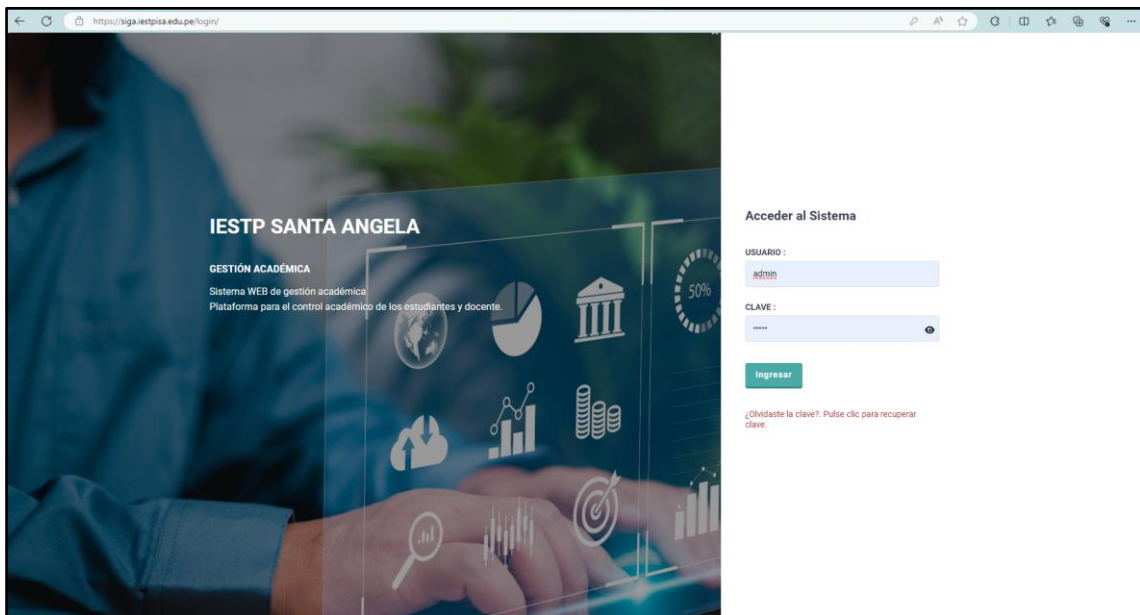 https://siga.iestpisa.edu.pe/login/
IESTP SANTA ANGELA
GESTIÓN ACADÉMICA
Sistema WEB de gestión académica
Plataforma para el control académico de los estudiantes y docente.
50%
Acceder al Sistema
USUARIO :
admin
CLAVE :
•••••
Ingresar
¿Olvidaste la clave?. Pulse clic para recuperar
clave.